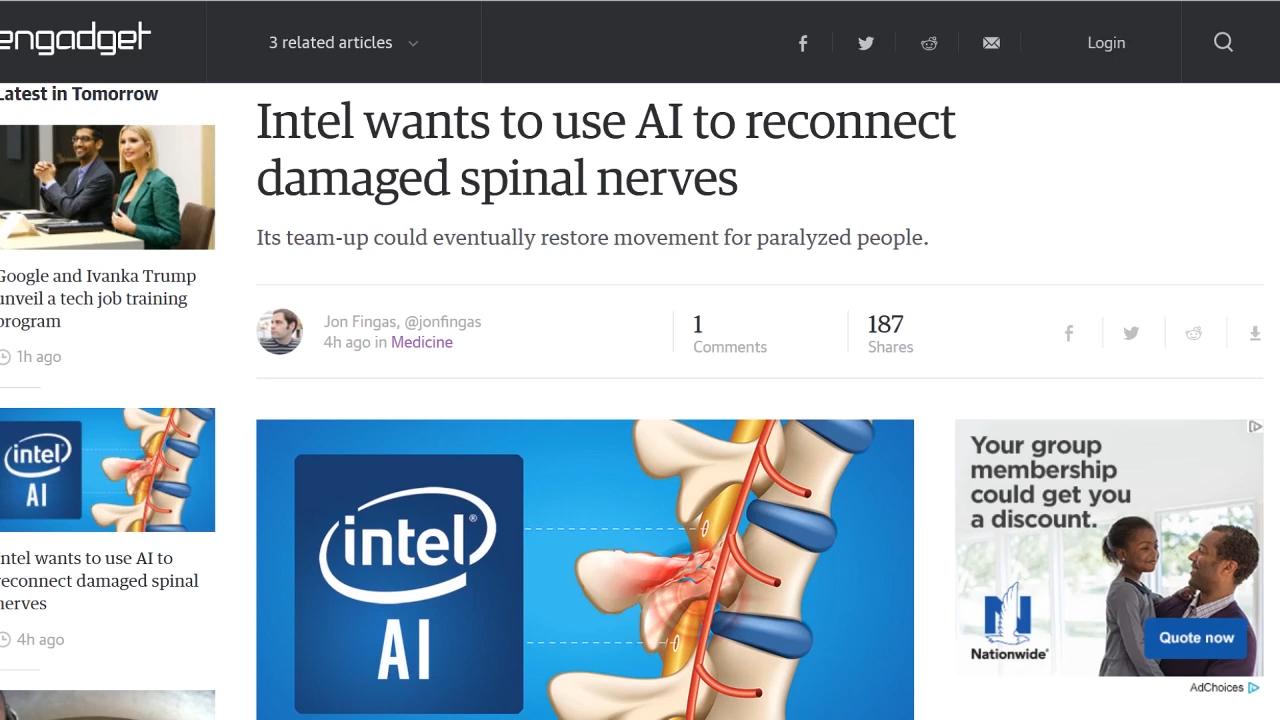 engadget
3 related articles
Login
Latest in Tomorrow
Google and Ivanka Trump
unveil a tech job training
program
1h ago
Intel wants to use AI to
reconnect damaged spinal
nerves
4h ago
Intel wants to use AI to reconnect
damaged spinal nerves
Its team-up could eventually restore movement for paralyzed people.
Jon Fingas, @jonfingas
4h ago in Medicine
1
Comments
187
Shares
intel®
AI
intel
AI
Your group
membership
could get you
a discount.
N
Nationwide®
Quote now
AdChoices